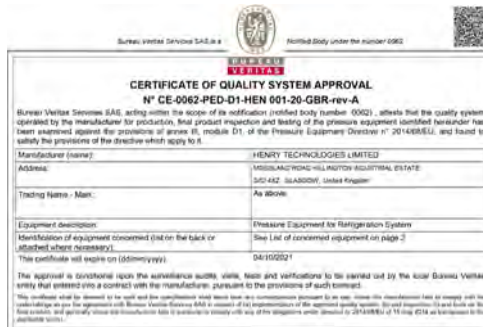 Bureau Veritas Services SAS is a
Notified Body under the number 0062
BUREAU
VERITAS
CERTIFICATE OF QUALITY SYSTEM APPROVAL
N° CE-0062-PED-D1-HEN 001-20-GBR-rev-A
Bureau Veritas Services SAS, acting within the scope of its notification (notified body number 0062), attests that the quality system
operated by the manufacturer for production, final product inspection and testing of the pressure equipment identified hereunder has
been examined against the provisions of annex III, module D1, of the Pressure Equipment Directive n° 2014/68/EU, and found to
satisfy the provisions of the directive which apply to it.
Manufacturer (name):
HENRY TECHNOLOGIES LIMITED
Address:
MOSSLAND ROAD HILLINGTON INDUSTRIAL ESTATE
GLASGOW, United Kingdom
Trading Name - Main:
As above
Equipment description:
Pressure Equipment for Refrigeration System
Identification of equipment concerned (list on the back or
attached where necessary):
See List of concerned equipment on page 2
This certificate will expire on (dd/mm/yyyy):
04/10/2021
The approval is conditional upon the surveillance audits, visits, tests and verifications to be carried out by the local Bureau Veritas
entity that entered into a contract with the manufacturer, pursuant to the provisions of such contract.